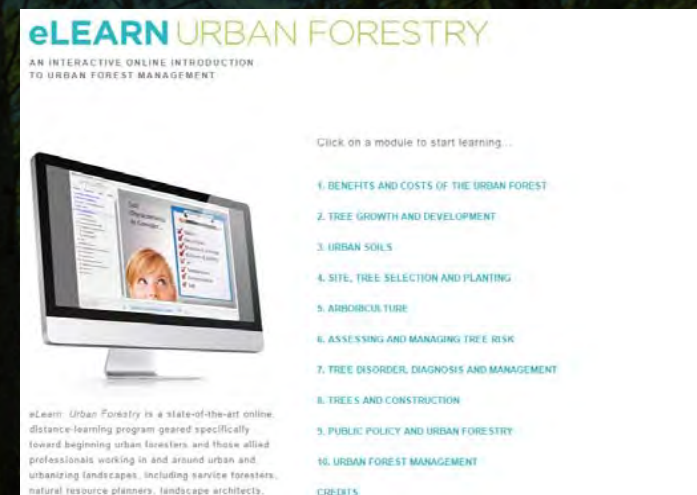 eLEARN URBAN FORESTRY
AN INTERACTIVE ONLINE INTRODUCTION
TO URBAN FOREST MANAGEMENT
Click on a module to start learning...
1. BENEFITS AND COSTS OF THE URBAN FOREST
2. TREE GROWTH AND DEVELOPMENT
3. URBAN SOILS
4. SITE, TREE SELECTION AND PLANTING
5. ARBORICULTURE
6. ASSESSING AND MANAGING TREE RISK
7. TREE DISORDER, DIAGNOSIS AND MANAGEMENT
8. TREES AND CONSTRUCTION
9. PUBLIC POLICY AND URBAN FORESTRY
10. URBAN FOREST MANAGEMENT
CREDITS
eLearn Urban Forestry is a state-of-the-art online
distance-learning program geared specifically
toward beginning urban foresters and those allied
professionals working in and around urban and
urbanizing landscapes, including service foresters,
natural resource planners, landscape architects,